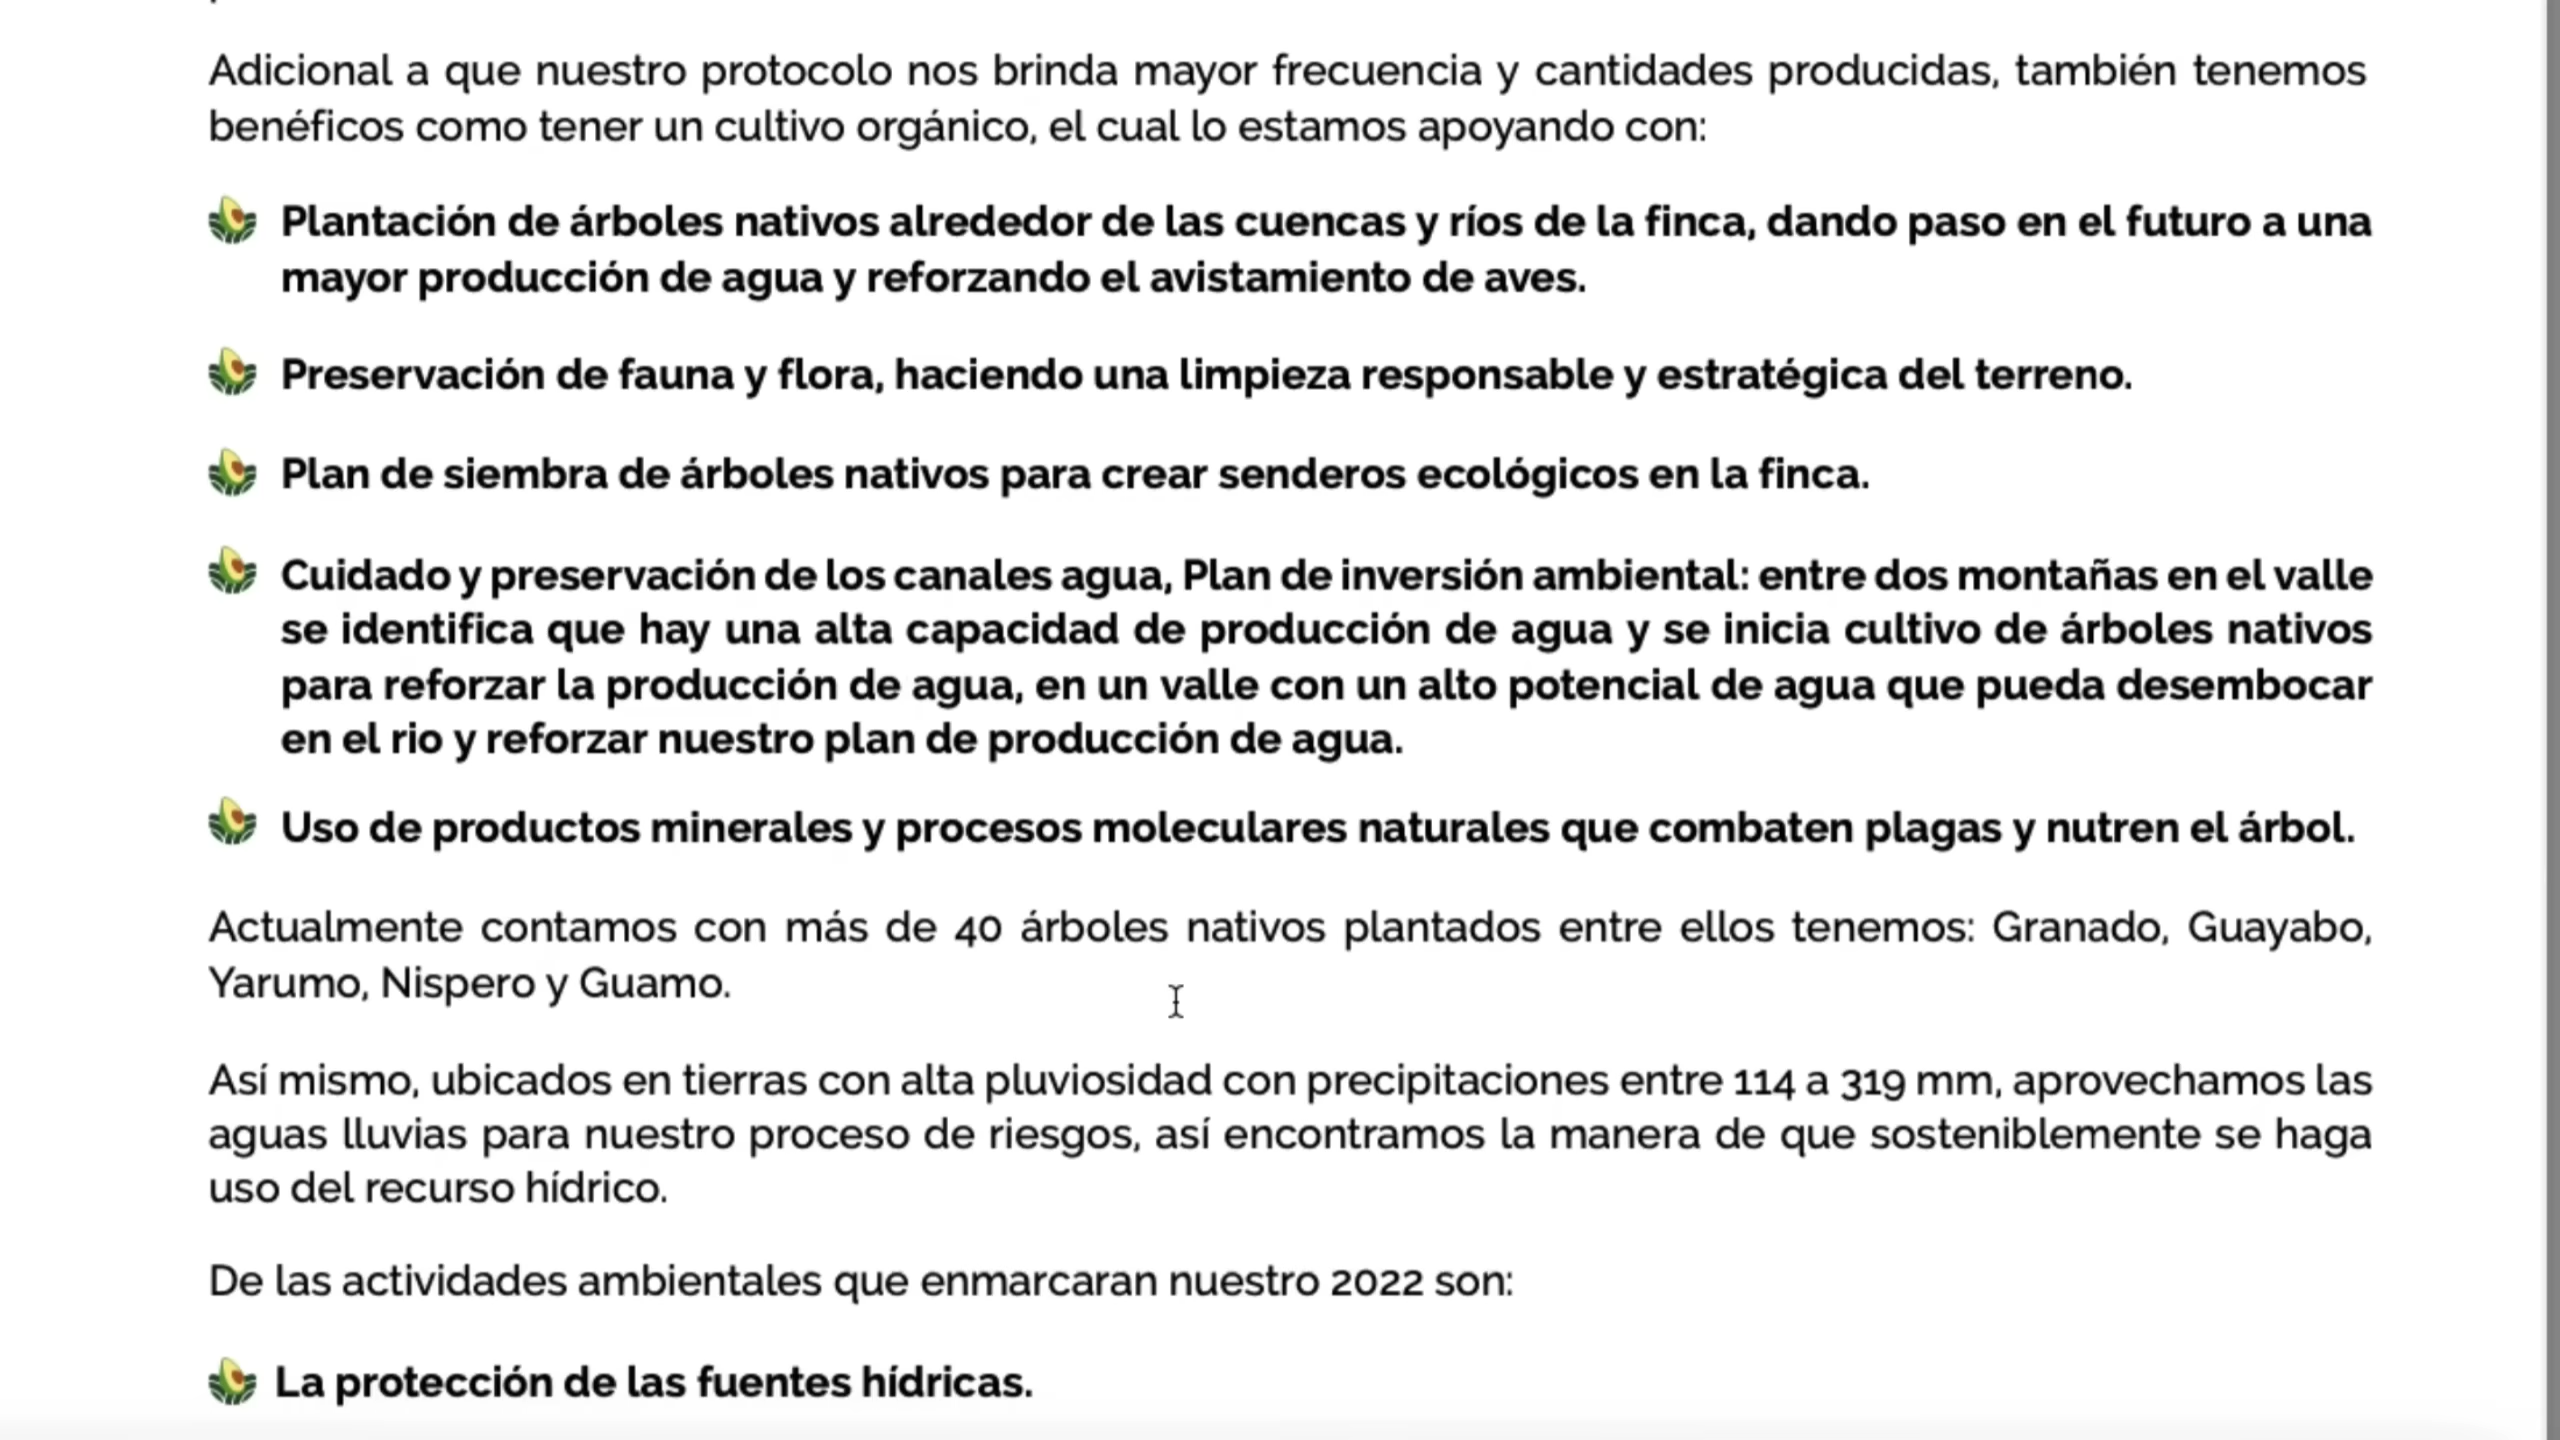 Adicional a que nuestro protocolo nos brinda mayor frecuencia y cantidades producidas, también tenemos
benéficos como tener un cultivo orgánico, el cual lo estamos apoyando con:
Plantación de árboles nativos alrededor de las cuencas y ríos de la finca, dando paso en el futuro a una
mayor producción de agua y reforzando el avistamiento de aves.
Preservación de fauna y flora, haciendo una limpieza responsable y estratégica del terreno.
Plan de siembra de árboles nativos para crear senderos ecológicos en la finca.
Cuidado y preservación de los canales agua, Plan de inversión ambiental: entre dos montañas en el valle
se identifica que hay una alta capacidad de producción de agua y se inicia cultivo de árboles nativos
para reforzar la producción de agua, en un valle con un alto potencial de agua que pueda desembocar
en el rio y reforzar nuestro plan de producción de agua.
Uso de productos minerales y procesos moleculares naturales que combaten plagas y nutren el árbol.
Actualmente contamos con más de 40 árboles nativos plantados entre ellos tenemos: Granado, Guayabo,
Yarumo, Nispero y Guamo.
Así mismo, ubicados en tierras con alta pluviosidad con precipitaciones entre 114 a 319 mm, aprovechamos las
aguas lluvias para nuestro proceso de riesgos, así encontramos la manera de que sosteniblemente se haga
uso del recurso hídrico.
De las actividades ambientales que enmarcaran nuestro 2022 son:
La protección de las fuentes hídricas.